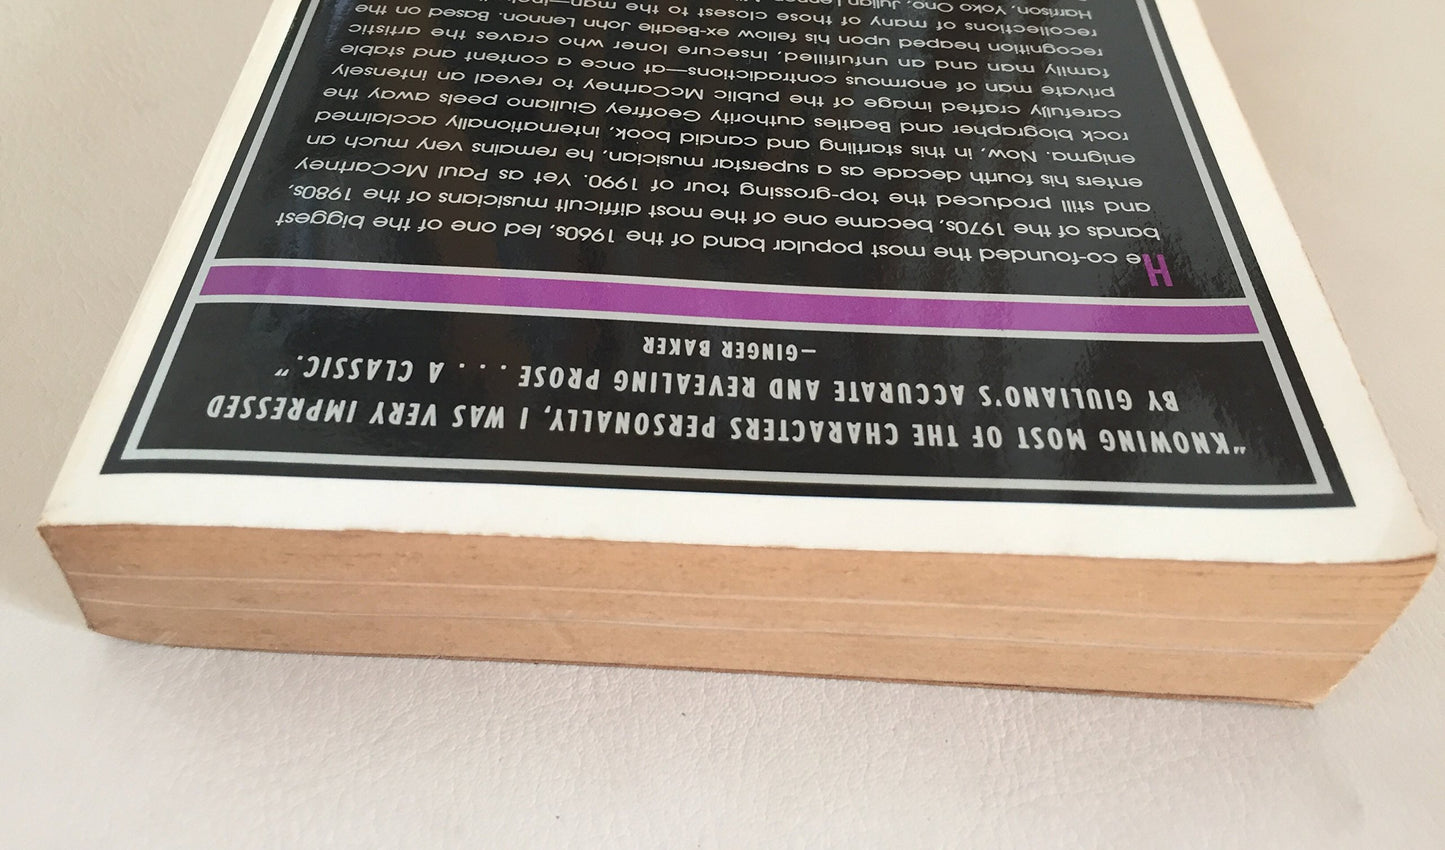 "KNOWING MOST OF THE CHARACTERS PERSONALLY, I WAS VERY IMPRESSED
BY GIULIANO'S ACCURATE AND REVEALING PROSE . . . . A CLASSIC."
—GINGER BAKER
He co-founded the most popular band of the 1960s, led one of the biggest
bands of the 1970s, became one of the most difficult musicians of the 1980s,
and still produced the top-grossing tour of 1990. Yet as Paul McCartney
enters his fourth decade as a superstar musician, he remains very much an
enigma. Now, in this startling and candid book, internationally acclaimed
rock biographer and Beatles authority Geoffrey Giuliano peels away the
carefully crafted image of the public McCartney to reveal an intensely
private man of enormous contradictions—at once a content and stable
family man and an unfulfilled, insecure loner who craves the artistic
recognition heaped upon his fellow ex-Beatle John Lennon. Based on the
recollections of many of those closest to the man—
Harrison, Yoko Ono, Julian